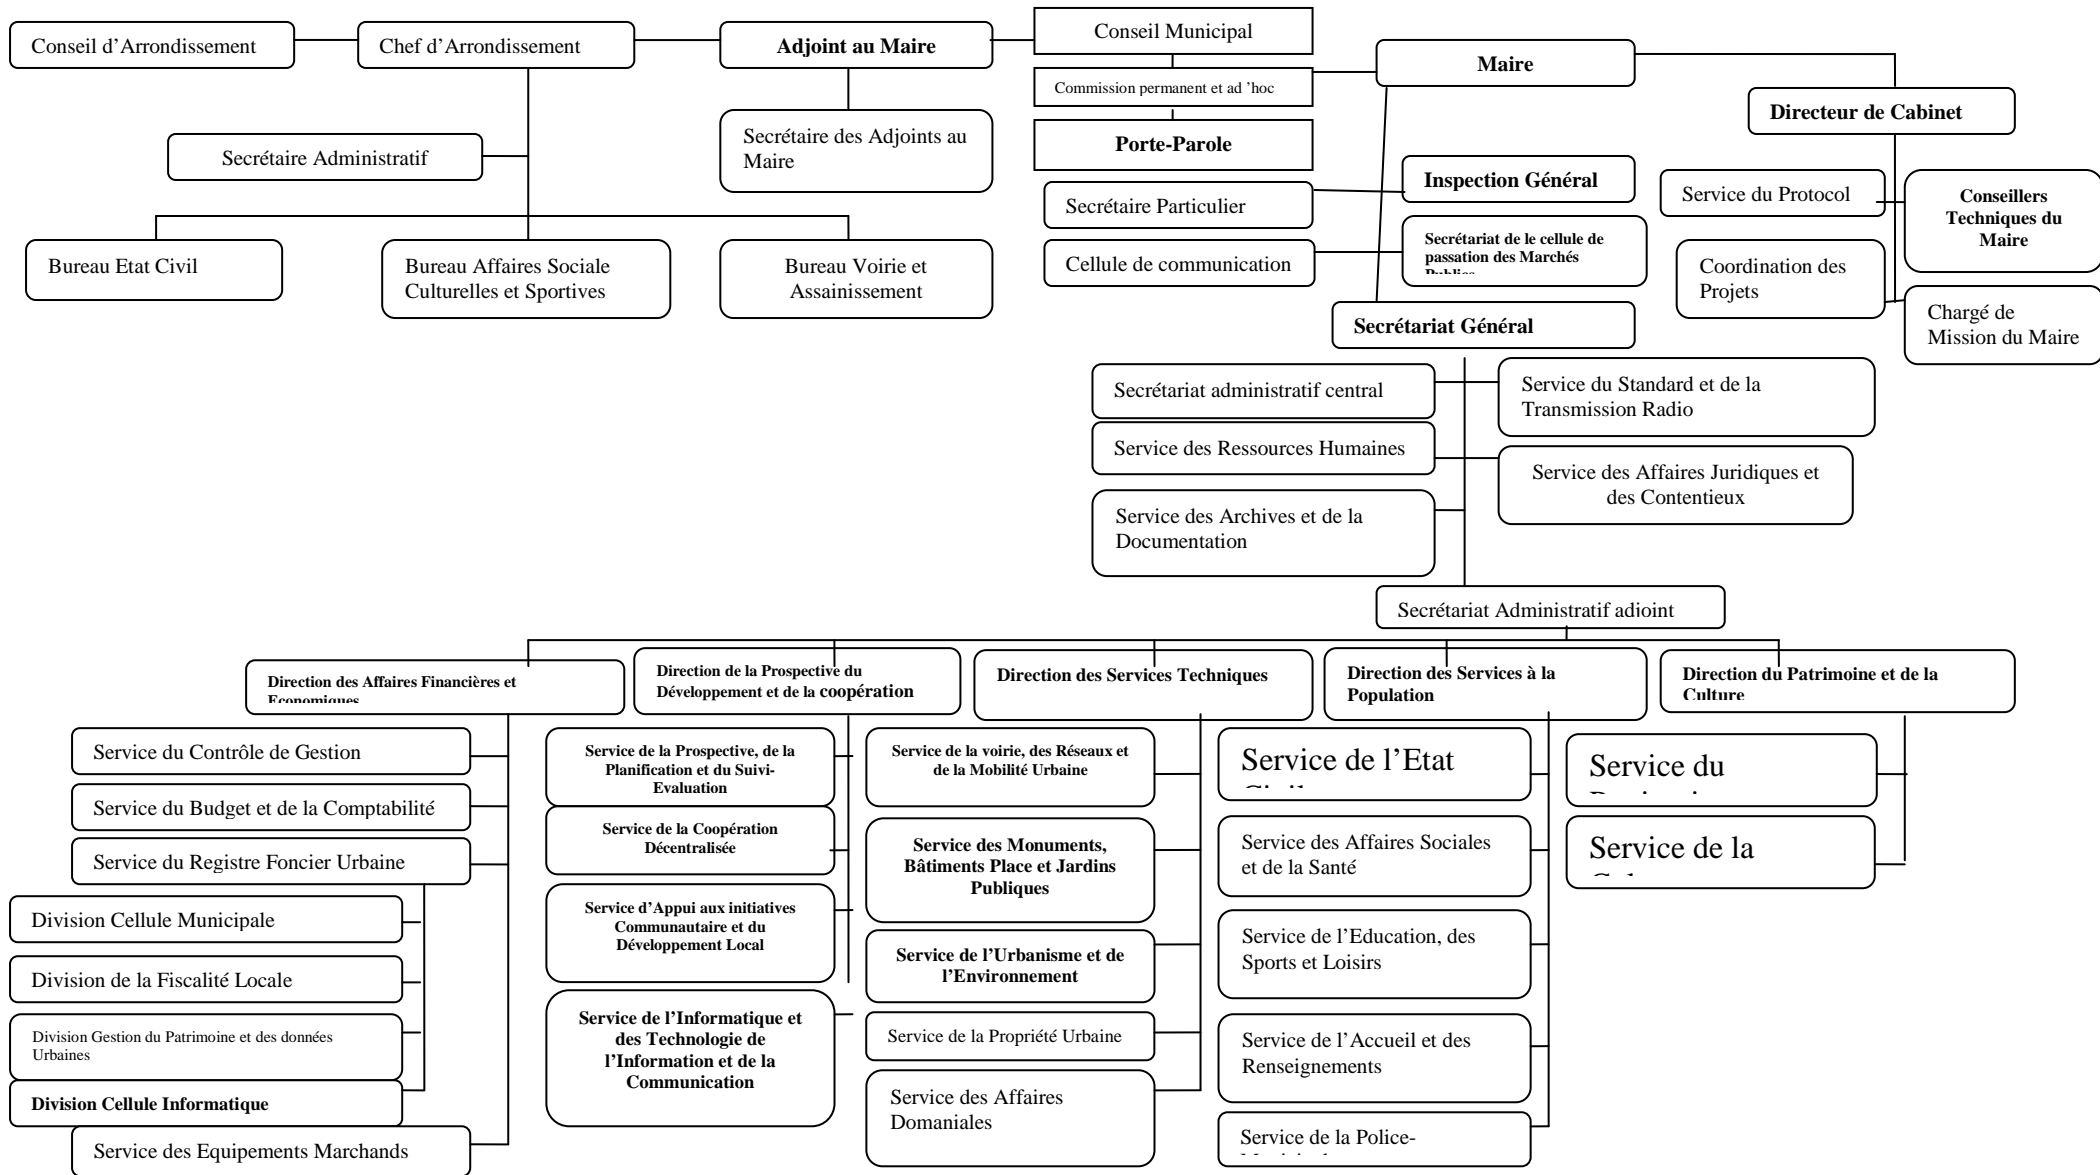 Conseil d’Arrondissement
Chef d’Arrondissement
Adjoint au Maire
Conseil Municipal
Commission permanent et ad ’hoc
Porte-Parole
Maire
Directeur de Cabinet
Secrétaire Administratif
Secrétaire des Adjoints au
Maire
Bureau Etat Civil
Bureau Affaires Sociale
Culturelles et Sportives
Bureau Voirie et
Assainissement
Inspection Général
Secrétaire Particulier
Secrétariat de le cellule de
passation des Marchés
Cellule de communication
Service du Protocol
Conseillers
Techniques du
Maire
Coordination des
Projets
Chargé de
Mission du Maire
Secrétariat Général
Secrétariat administratif central
Service du Standard et de la
Transmission Radio
Service des Ressources Humaines
Service des Affaires Juridiques et
des Contentieux
Service des Archives et de la
Documentation
Secrétariat Administratif adjoint
Direction des Affaires Financières et
Economiques
Direction de la Prospective du
Développement et de la coopération
Direction des Services Techniques
Direction des Services à la
Population
Direction du Patrimoine et de la
Culture
Service du Contrôle de Gestion
Service du Budget et de la Comptabilité
Service du Registre Foncier Urbaine
Division Cellule Municipale
Division de la Fiscalité Locale
Division Gestion du Patrimoine et des données
Urbaines
Division Cellule Informatique
Service des Equipements Marchands
Service de la Prospective, de la
Planification et du Suivi-
Evaluation
Service de la Coopération
Décentralisée
Service d’Appui aux initiatives
Communautaire et du
Développement Local
Service de l’Informatique et
des Technologie de
l’Information et de la
Communication
Service de la voirie, des Réseaux et
de la Mobilité Urbaine
Service des Monuments,
Bâtiments Place et Jardins
Publiques
Service de l’Urbanisme et de
l’Environnement
Service de la Propriété Urbaine
Service des Affaires
Domaniales
Service de l’Etat
Service des Affaires Sociales
et de la Santé
Service de l’Education, des
Sports et Loisirs
Service de l’Accueil et des
Renseignements
Service de la Police-
Service du
Service de la